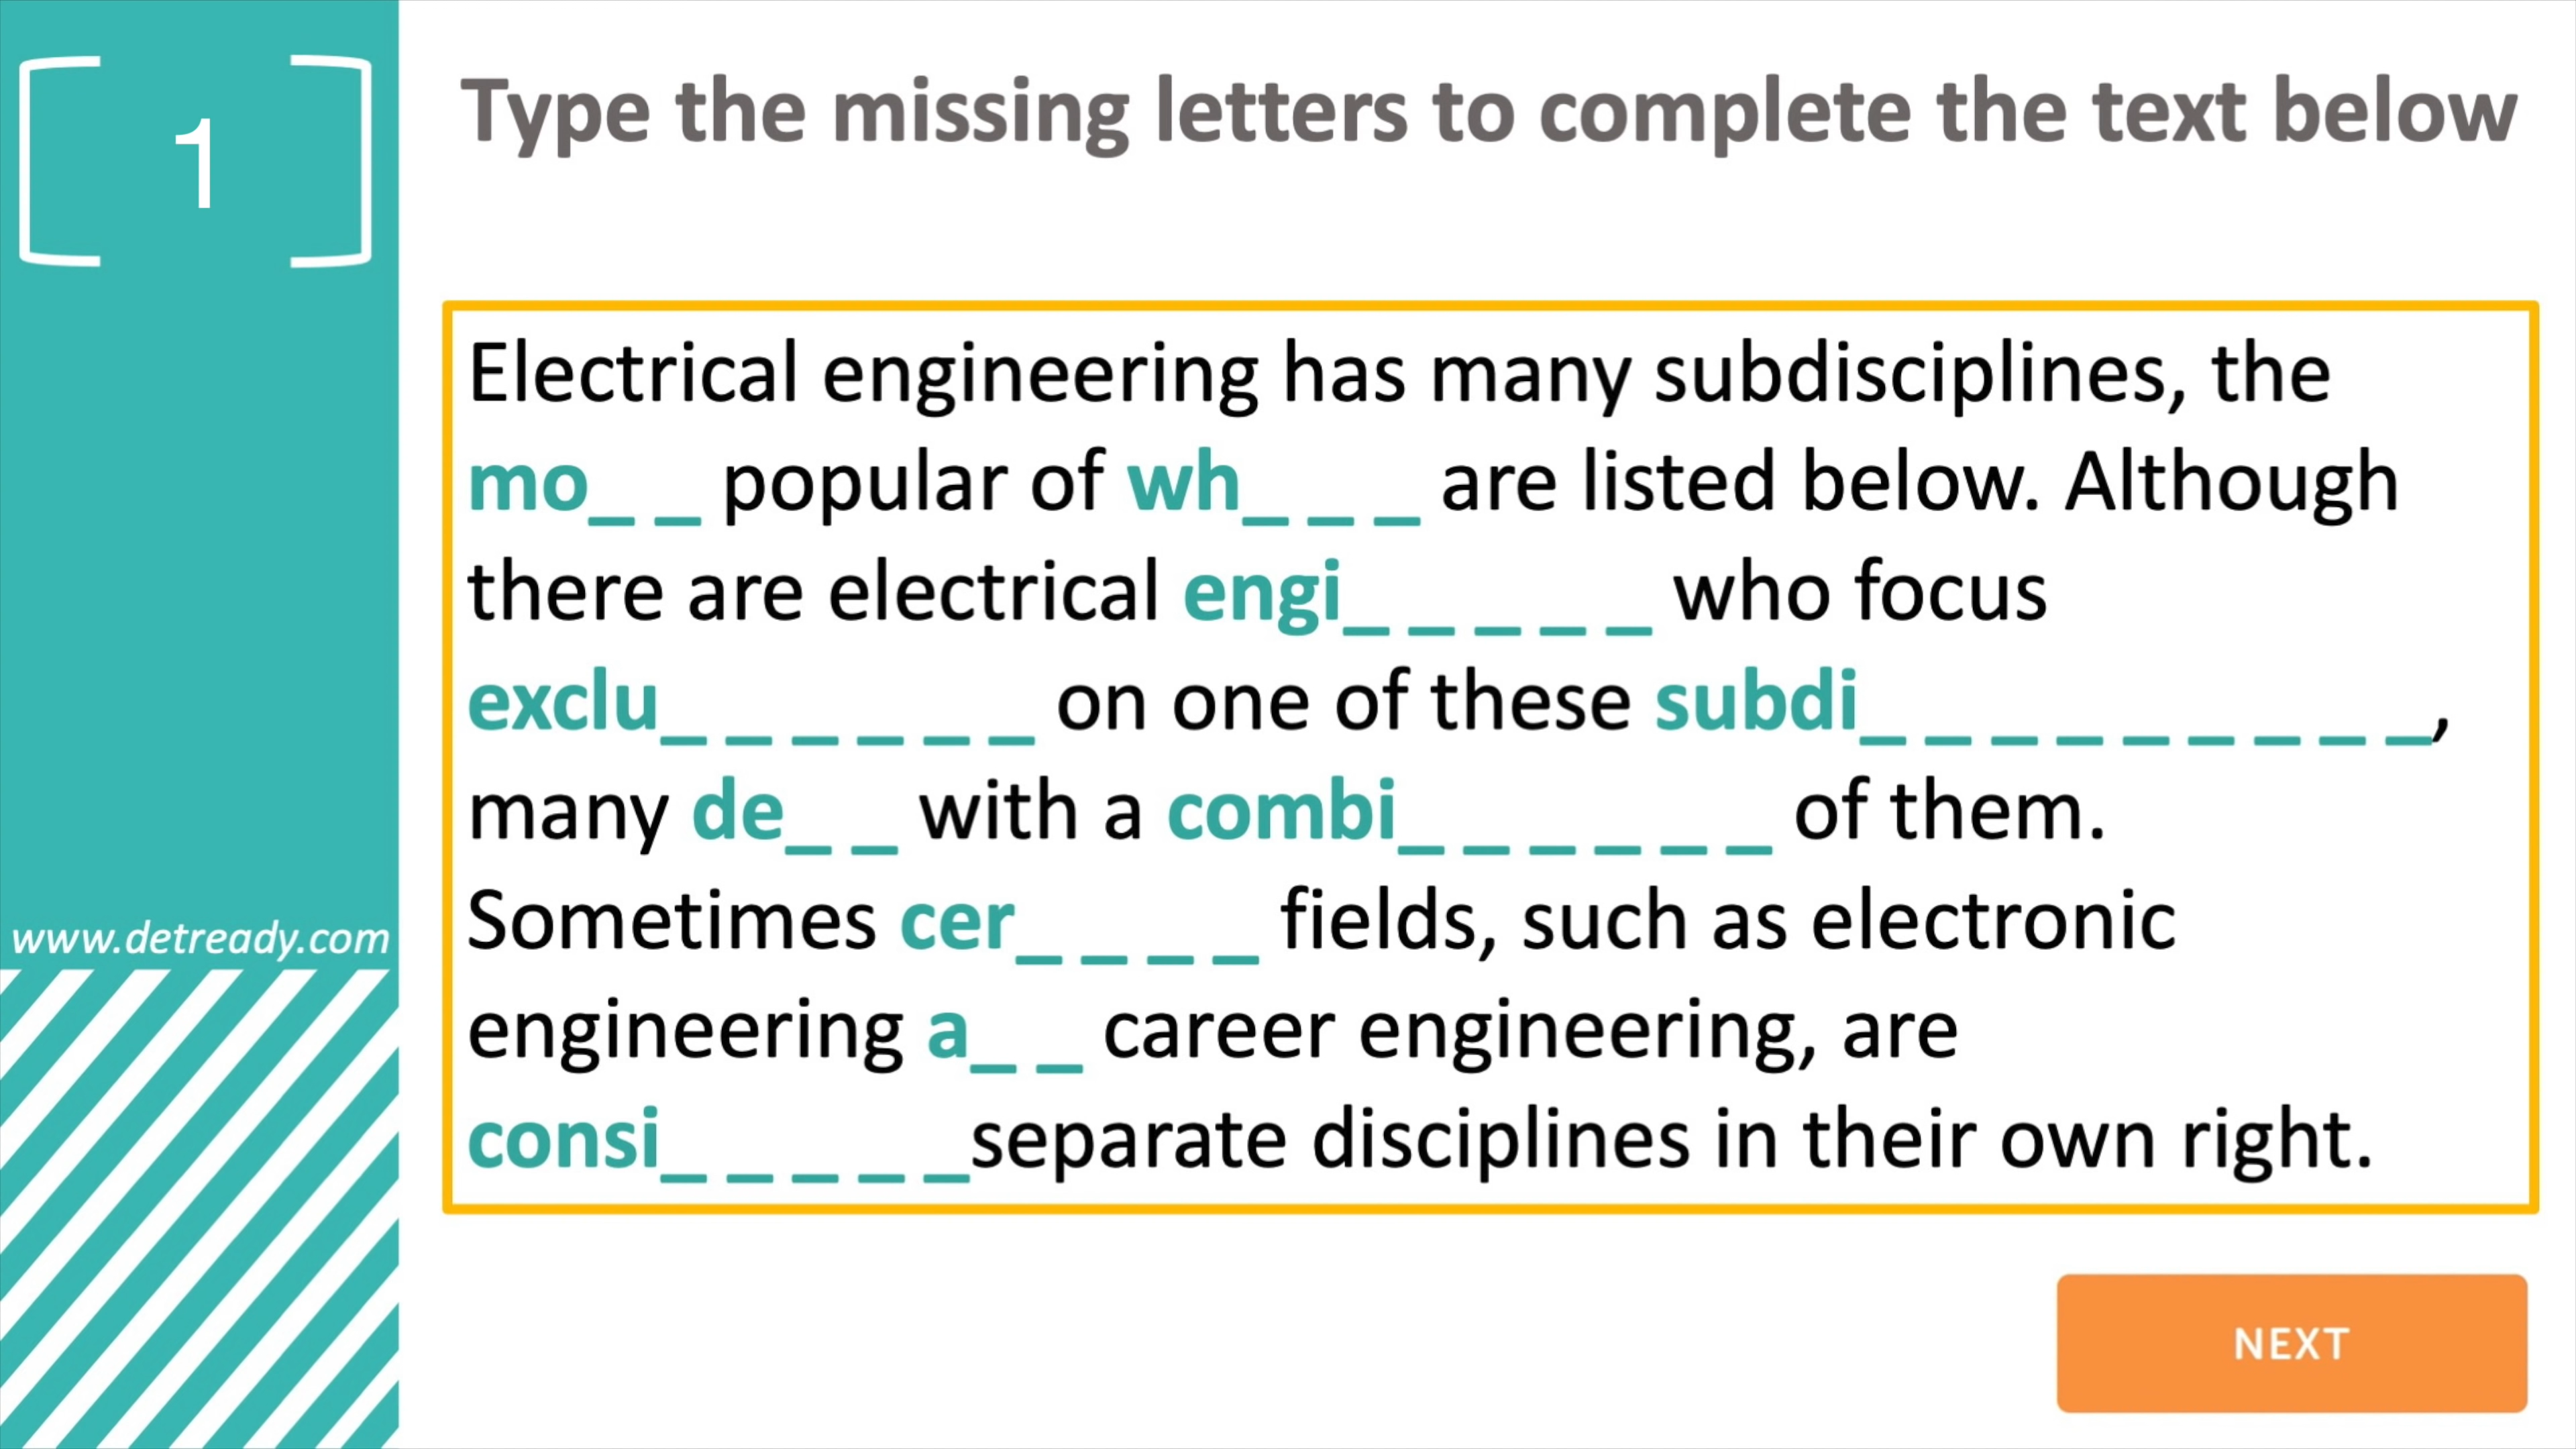 1
Type the missing letters to complete the text below
Electrical engineering has many subdisciplines, the
mo_ _ popular of wh_ _ _ are listed below. Although
there are electrical engi_ _ _ _ _ who focus
exclu_ _ _ _ _ _ on one of these subdi_ _ _ _ _ _ _ _ _,
many de_ _ with a combi_ _ _ _ _ _ of them.
Sometimes cer_ _ _ _ fields, such as electronic
engineering a_ _ career engineering, are
consi_ _ _ _ _separate disciplines in their own right.
www.detready.com
NEXT